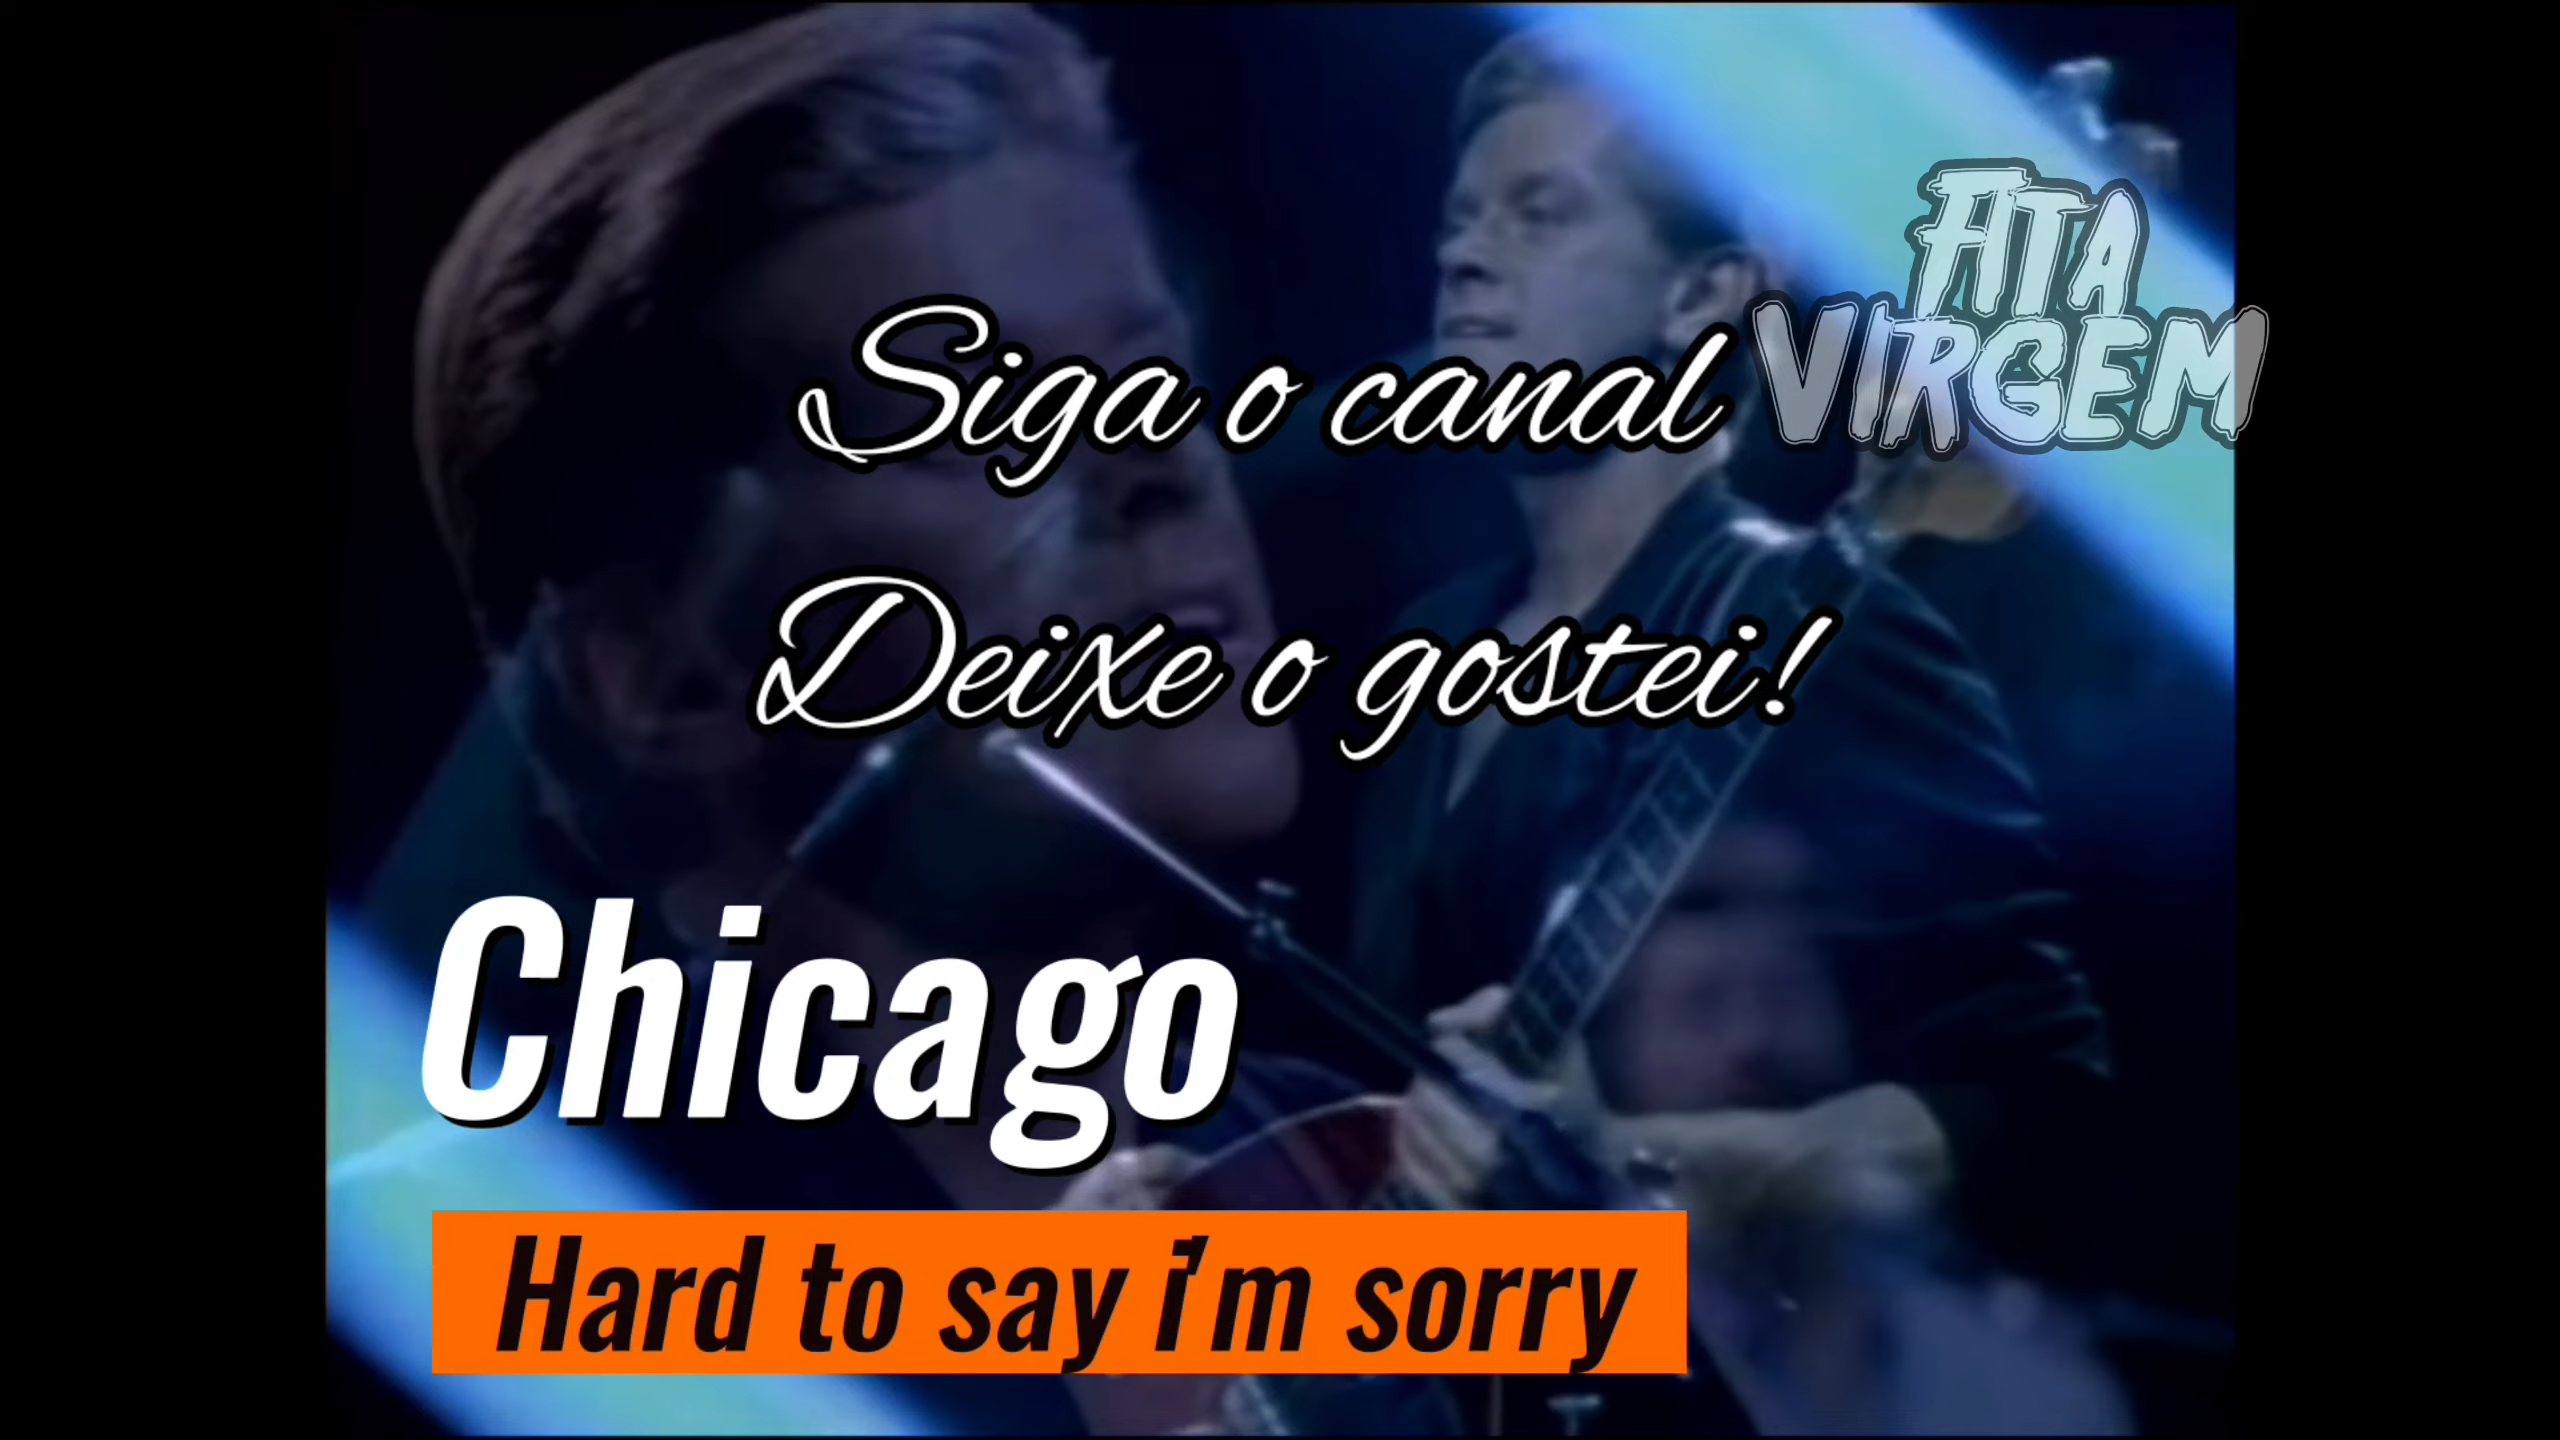 FITA
VIRGEM
Siga o canal
Deixe o gostei!
Chicago
Hard to say i'm sorry